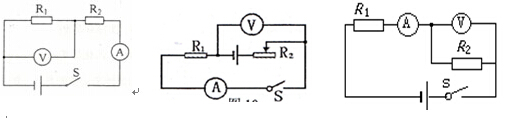 R₁ R₂
V A
S
V
R₁ R₂
A S
R₁ A V
R₂
S